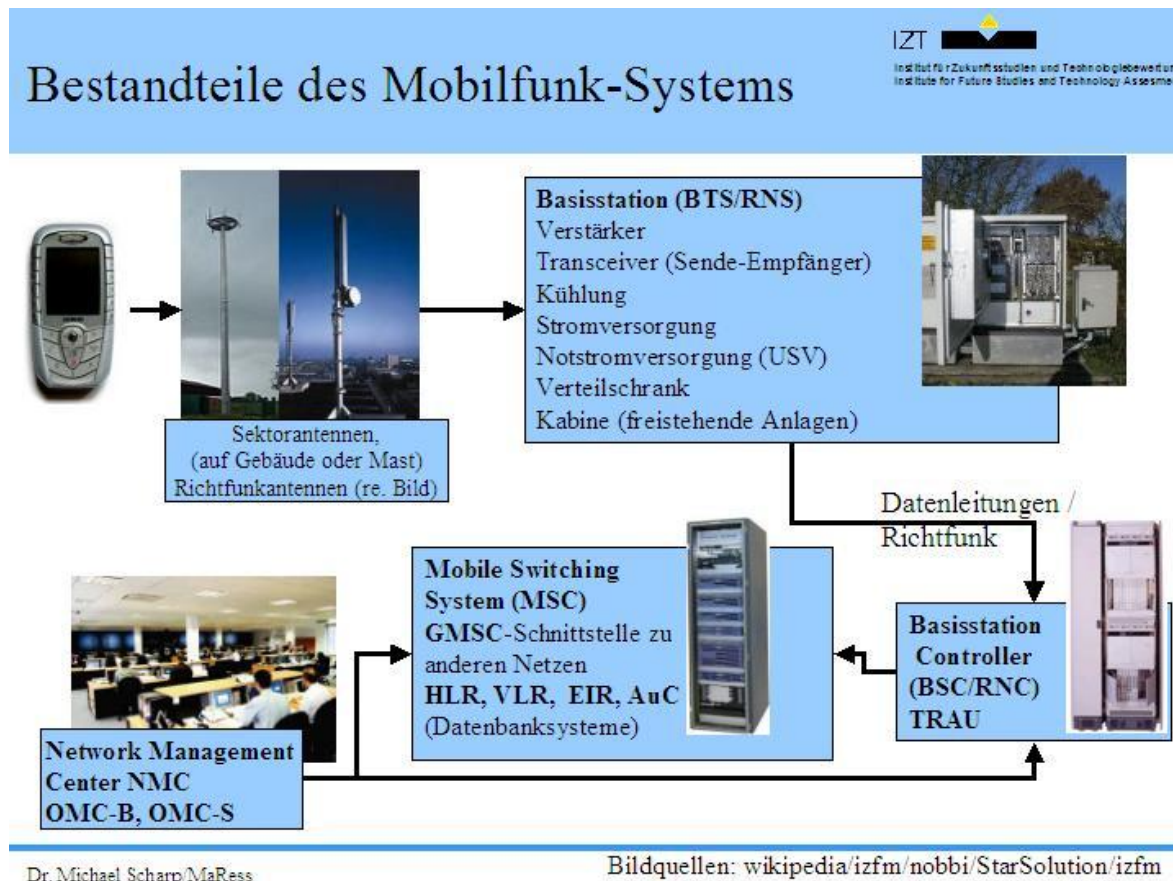 Bestandteile des Mobilfunk-Systems
IZT
Institut für Zukunftsstudien und Technologiebewertun
Institute for Future Studies and Technology Assesme
Basisstation (BTS/RNS)
Verstärker
Transceiver (Sende-Empfänger)
Kühlung
Stromversorgung
Notstromversorgung (USV)
Verteilschrank
Kabine (freistehende Anlagen)
Sektorantennen,
(auf Gebäude oder Mast)
Richtfunkantennen (re. Bild)
Datenleitungen /
Richtfunk
Mobile Switching
System (MSC)
GMSC-Schnittstelle zu
anderen Netzen
HLR, VLR, EIR, AuC
(Datenbanksysteme)
Basisstation
Controller
(BSC/RNC)
TRAU
Network Management
Center NMC
OMC-B, OMC-S
Dr. Michael Scharp/MaRess
Bildquellen: wikipedia/izfm/nobbi/StarSolution/izfm